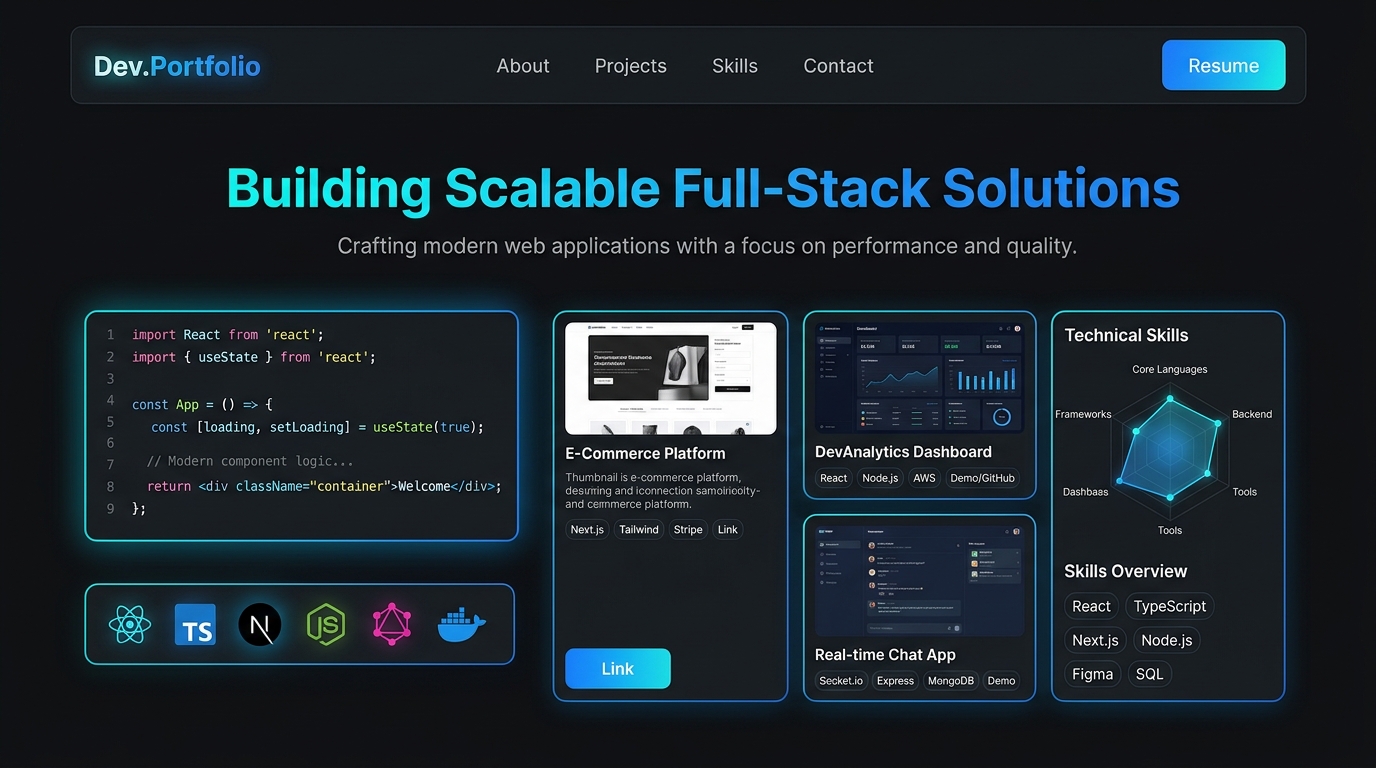 Dev.Portfolio
About
Projects
Skills
Contact
Resume
Building Scalable Full-Stack Solutions
Crafting modern web applications with a focus on performance and quality.
1 import React from 'react';
2 import { useState } from 'react';
3
4 const App = () => {
5 const [loading, setLoading] = useState(true);
6
7 // Modern component logic...
8 return <div className="container">Welcome</div>;
9 };
TS
N
JS
E-Commerce Platform
Thumbnail is e-commerce platform,
desırming and iconnection samolriooity-
and cemmerce platform.
Next.js
Tailwind
Stripe
Link
Link
DevAnalytics Dashboard
React
Node.js
AWS
Demo/GitHub
Real-time Chat App
Secket.io
Express
MongoDB
Demo
Technical Skills
Core Languages
Frameworks
Backend
Dashbaas
Tools
Tools
Skills Overview
React
TypeScript
Next.js
Node.js
Figma
SQL